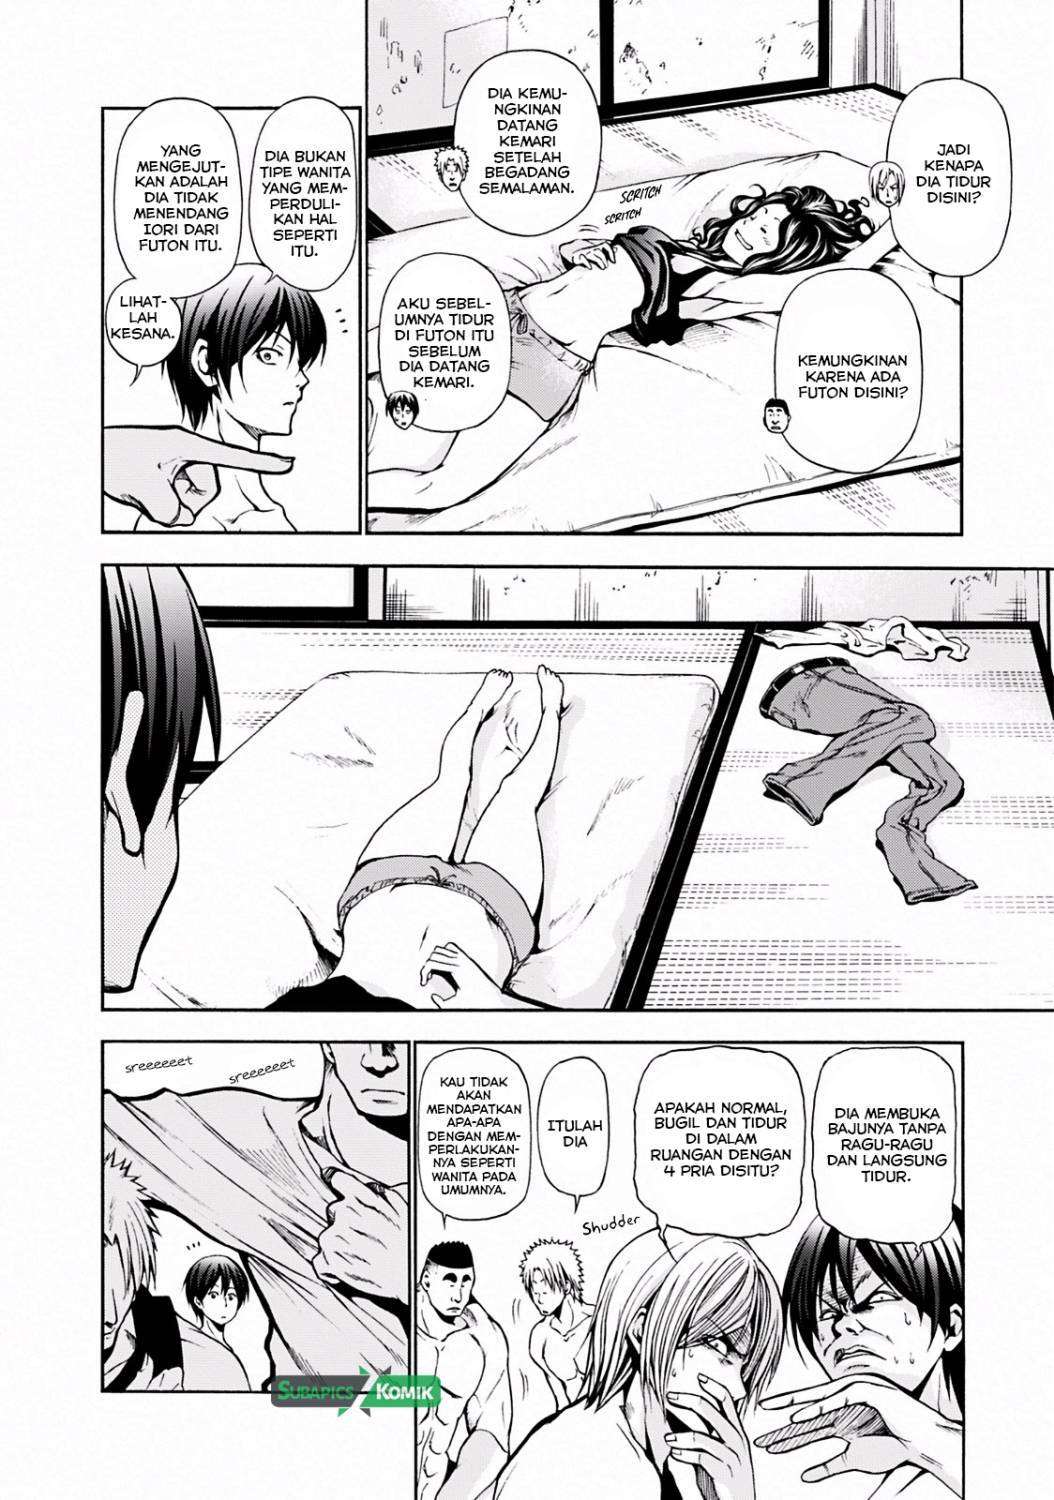 JADI
KENAPA
DIA TIDUR
DISINI?
KEMUNGKINAN
KARENA ADA
FUTON DISINI?
DIA KEMU-
NGKINAN
DATANG
KEMARI
SETELAH
BEGADANG
SEMALAMAN.
SCRITCH
SCRITCH
AKU SEBEL-
UMNYA TIDUR
DI FUTON ITU
SEBELUM
DIA DATANG
KEMARI.
DIA BUKAN
TIPE WANITA
YANG MEM-
PERDULI-
KAN HAL
SEPERTI
ITU.
YANG
MENGEJUT-
KAN ADALAH
DIA TIDAK
MENENDANG
IORI DARI
FUTON ITU.
LIHAT-
LAH
KESANA.
DIA MEMBUKA
BAJUNYA TANPA
RAGU-RAGU
DAN LANGSUNG
TIDUR.
APAKAH NORMAL,
BUGIL DAN TIDUR
DI DALAM
RUANGAN DENGAN
4 PRIA DISITU?
Shudder
ITULAH
DIA
KAU TIDAK
AKAN
MENDAPATKAN
APA-APA
DENGAN MEM-
PERLAKUKAN-
NYA SEPERTI
WANITA PADA
UMUMNYA.
sreeeeeet
sreeeeeet
SUBAPICS KOMIK